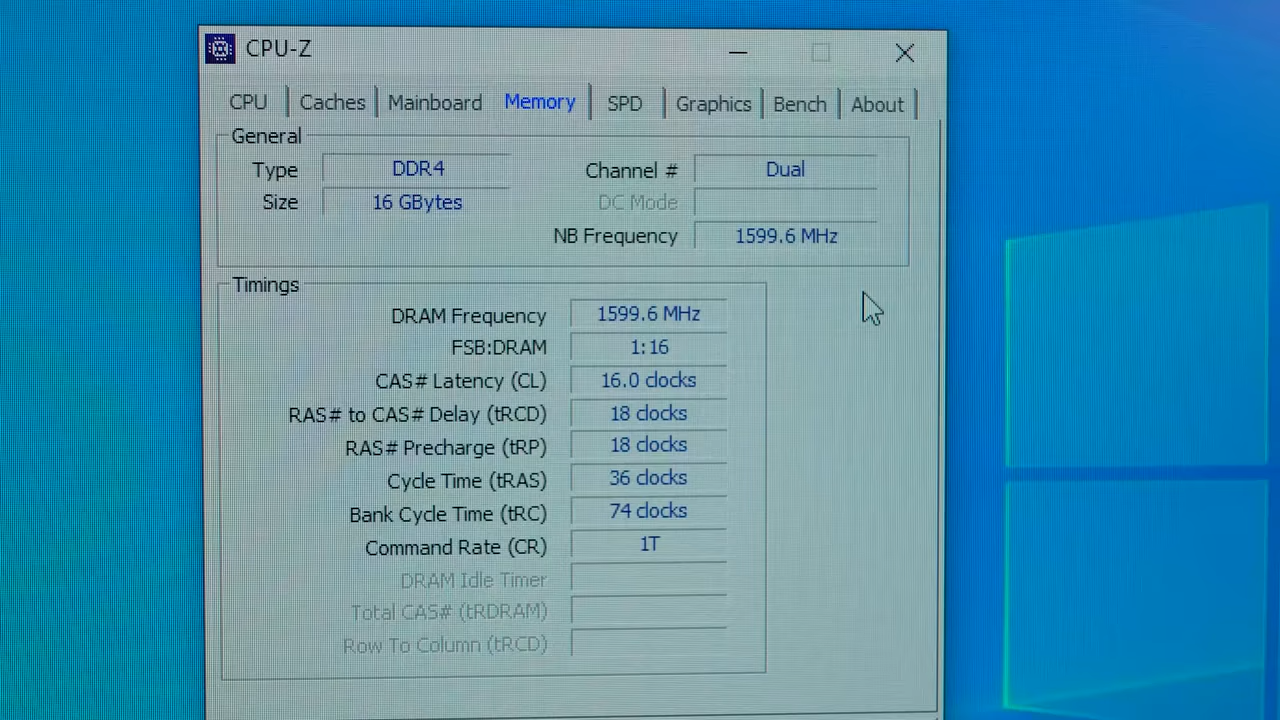 CPU-Z
CPU Caches Mainboard Memory SPD Graphics Bench About
General
Type DDR4 Channel # Dual
Size 16 GBytes DC Mode
NB Frequency 1599.6 MHz
Timings
DRAM Frequency 1599.6 MHz
FSB:DRAM 1:16
CAS# Latency (CL) 16.0 clocks
RAS# to CAS# Delay (tRCD) 18 clocks
RAS# Precharge (tRP) 18 clocks
Cycle Time (tRAS) 36 clocks
Bank Cycle Time (tRC) 74 clocks
Command Rate (CR) 1T
DRAM Idle Timer
Total CAS# (tRDRAM)
Row To Column (tRCD)